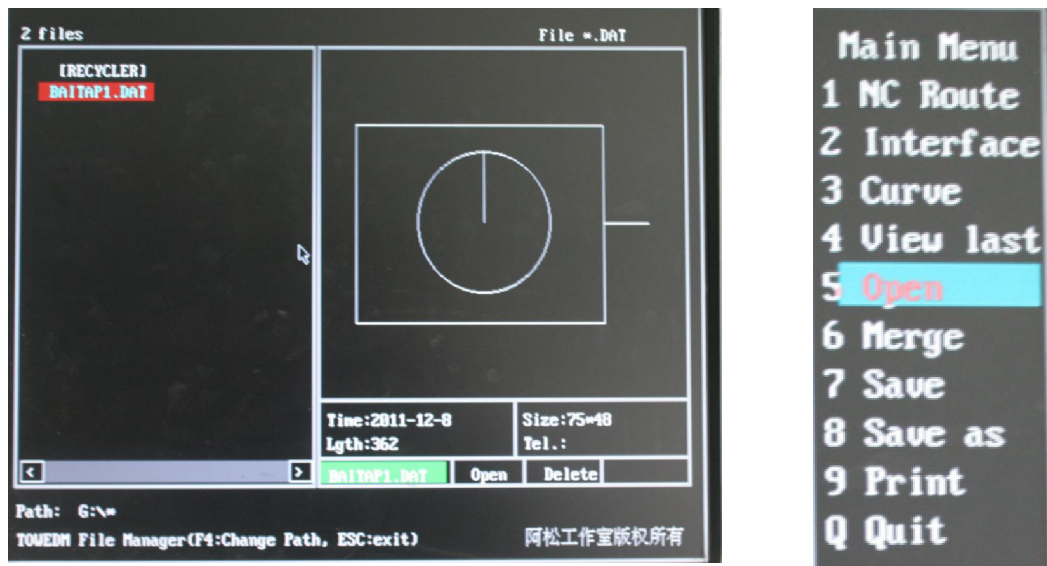 2 files
File *.DAT
[RECYCLER]
BAITAP1.DAT
Time:2011-12-8
Size:75*48
Lgth:362
Tel.:
BAITAP1.DAT Open Delete
Path: G:\*
TOWEDM File Manager(F4:Change Path, ESC:exit)
阿松工作室版权所有
Main Menu
1 NC Route
2 Interface
3 Curve
4 View last
5 Open
6 Merge
7 Save
8 Save as
9 Print
Q Quit